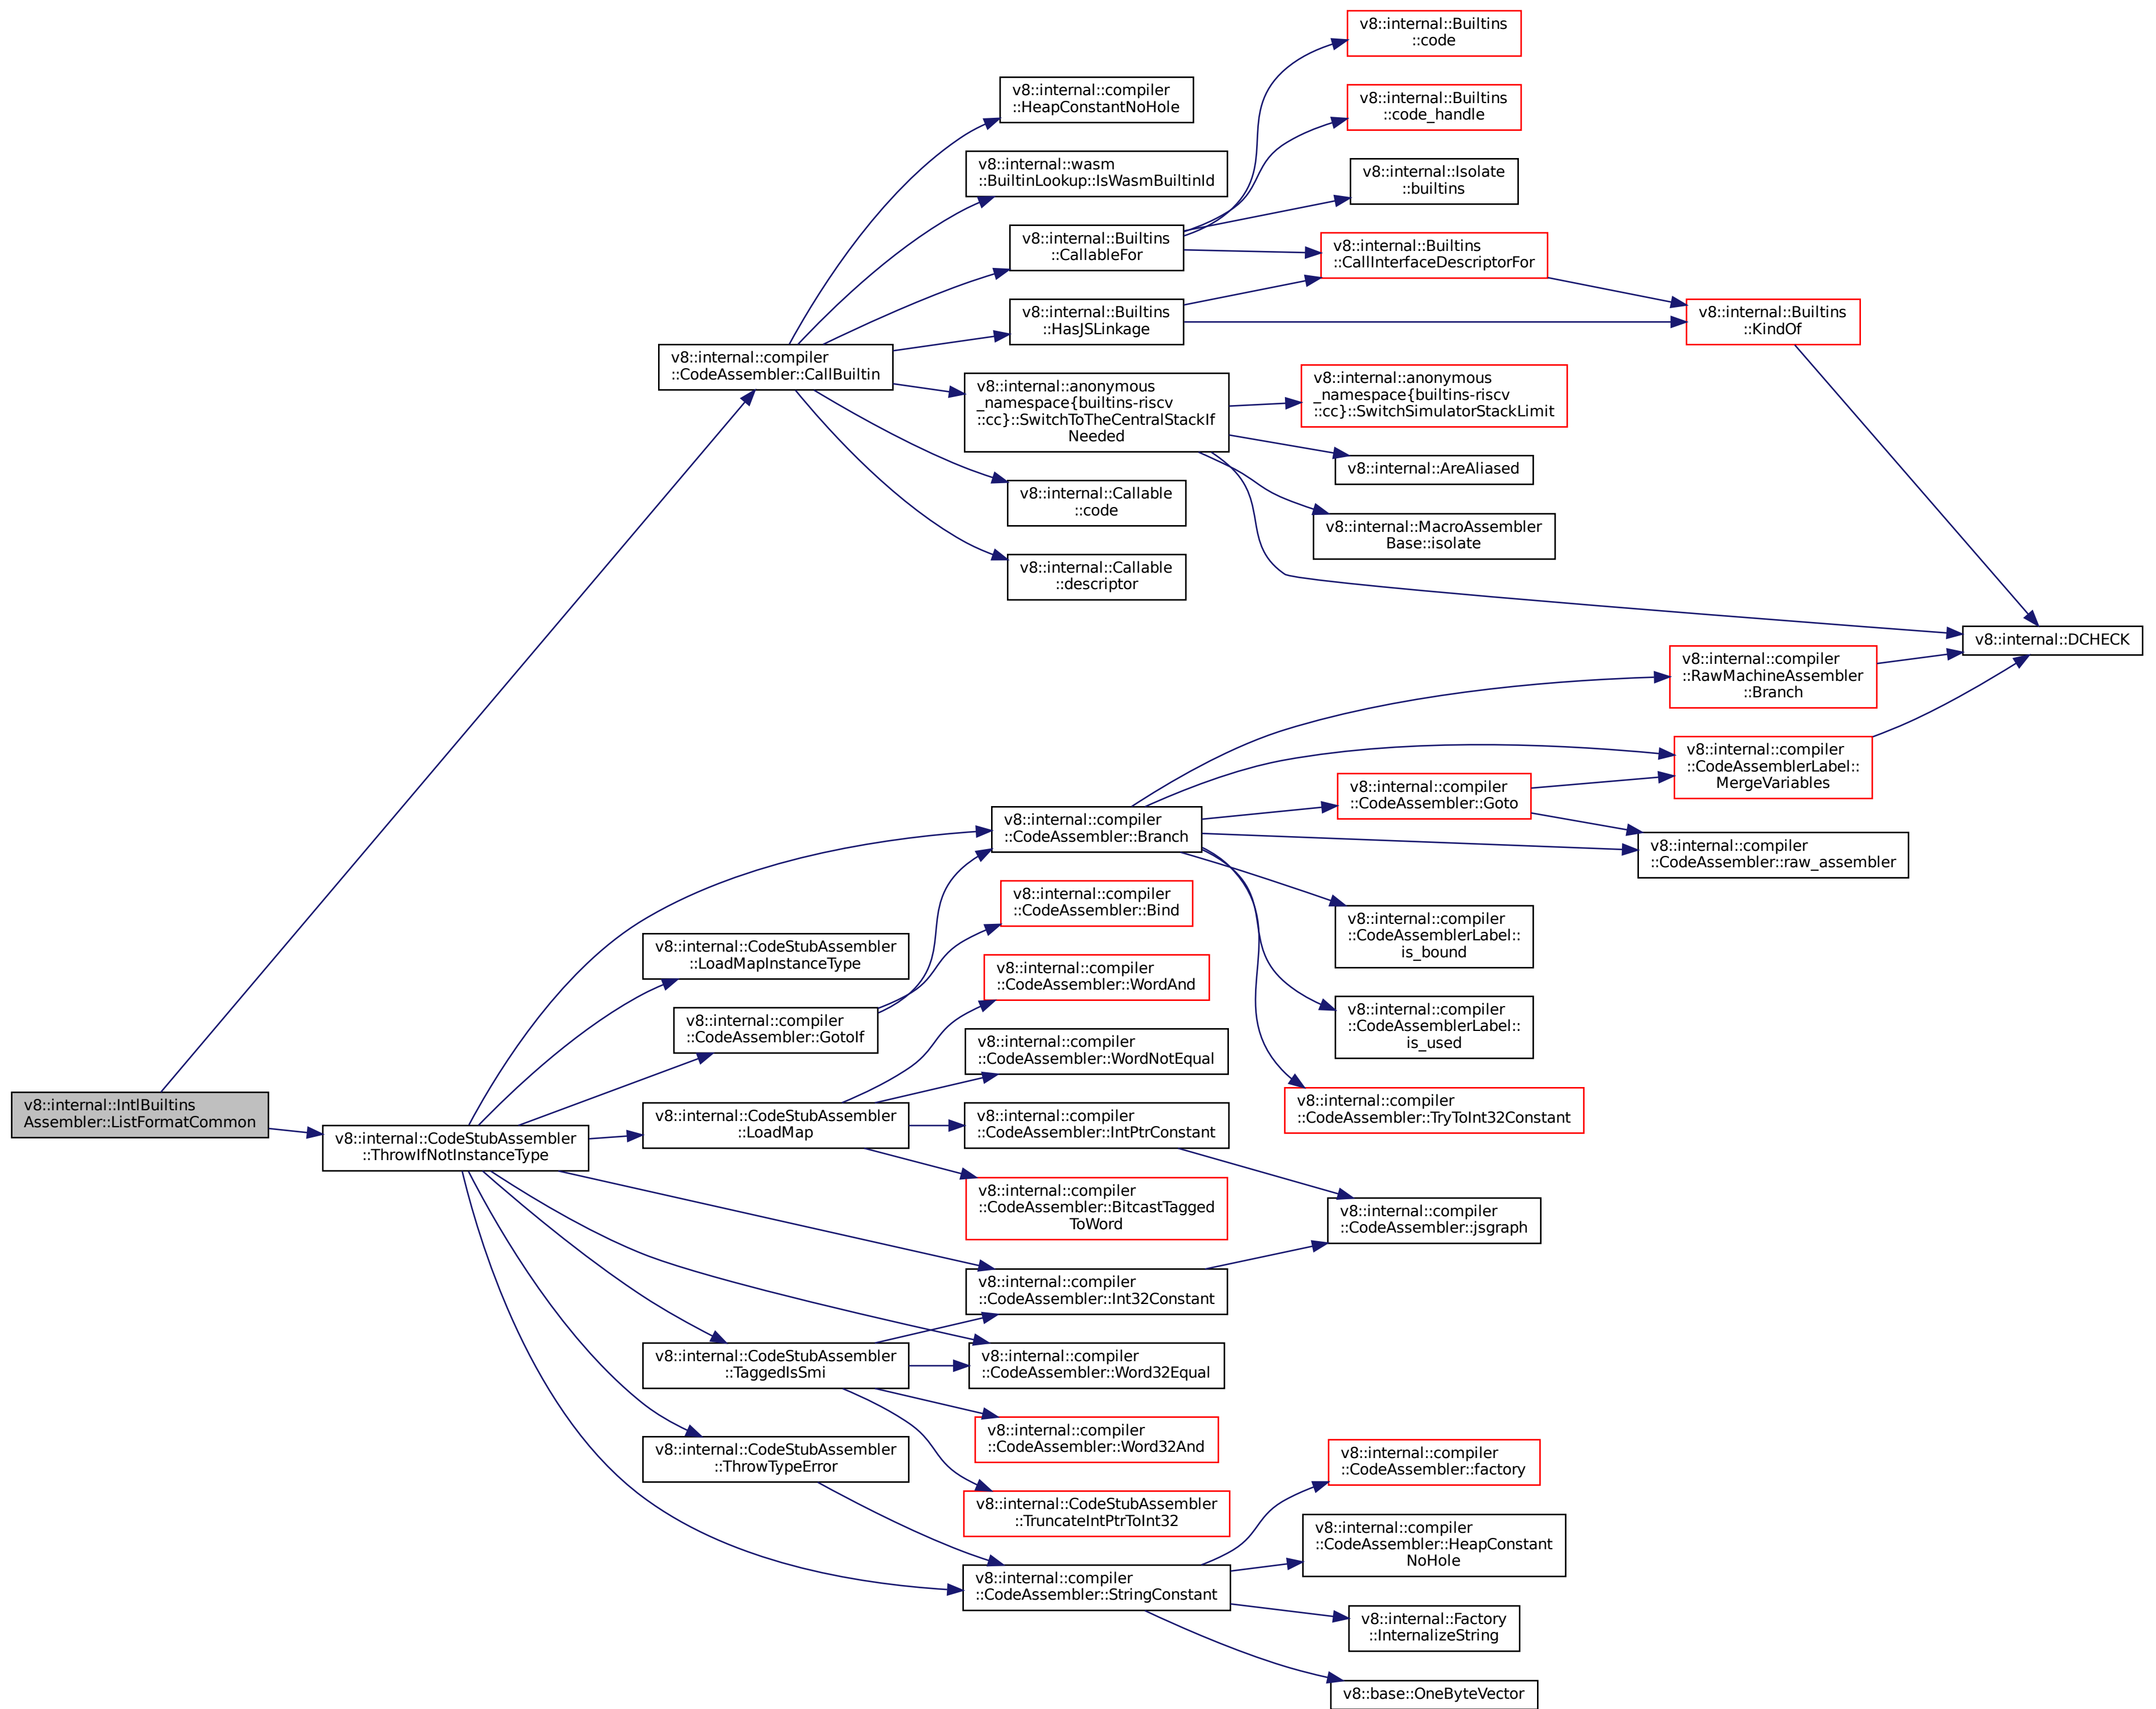 v8::internal::Builtins
::code
v8::internal::compiler
::HeapConstantNoHole
v8::internal::Builtins
::code_handle
v8::internal::wasm
::BuiltinLookup::IsWasmBuiltinId
v8::internal::Isolate
::builtins
v8::internal::Builtins
::CallableFor
v8::internal::Builtins
::CallInterfaceDescriptorFor
v8::internal::Builtins
::HasJSLinkage
v8::internal::Builtins
::KindOf
v8::internal::compiler
::CodeAssembler::CallBuiltin
v8::internal::anonymous
_namespace{builtins-riscv
::cc}::SwitchToTheCentralStackIf
Needed
v8::internal::anonymous
_namespace{builtins-riscv
::cc}::SwitchSimulatorStackLimit
v8::internal::AreAliased
v8::internal::Callable
::code
v8::internal::MacroAssembler
Base::isolate
v8::internal::Callable
::descriptor
v8::internal::DCHECK
v8::internal::compiler
::RawMachineAssembler
::Branch
v8::internal::compiler
::CodeAssemblerLabel::
MergeVariables
v8::internal::compiler
::CodeAssembler::Goto
v8::internal::compiler
::CodeAssembler::Branch
v8::internal::compiler
::CodeAssembler::raw_assembler
v8::internal::compiler
::CodeAssembler::Bind
v8::internal::compiler
::CodeAssemblerLabel::
is_bound
v8::internal::CodeStubAssembler
::LoadMapInstanceType
v8::internal::compiler
::CodeAssembler::WordAnd
v8::internal::compiler
::CodeAssembler::GotoIf
v8::internal::compiler
::CodeAssemblerLabel::
is_used
v8::internal::compiler
::CodeAssembler::WordNotEqual
v8::internal::IntlBuiltins
Assembler::ListFormatCommon
v8::internal::CodeStubAssembler
::ThrowIfNotInstanceType
v8::internal::CodeStubAssembler
::LoadMap
v8::internal::compiler
::CodeAssembler::IntPtrConstant
v8::internal::compiler
::CodeAssembler::TryToInt32Constant
v8::internal::compiler
::CodeAssembler::BitcastTagged
ToWord
v8::internal::compiler
::CodeAssembler::jsgraph
v8::internal::compiler
::CodeAssembler::Int32Constant
v8::internal::CodeStubAssembler
::TaggedIsSmi
v8::internal::compiler
::CodeAssembler::Word32Equal
v8::internal::compiler
::CodeAssembler::Word32And
v8::internal::CodeStubAssembler
::ThrowTypeError
v8::internal::compiler
::CodeAssembler::factory
v8::internal::CodeStubAssembler
::TruncateIntPtrToInt32
v8::internal::compiler
::CodeAssembler::HeapConstant
NoHole
v8::internal::compiler
::CodeAssembler::StringConstant
v8::internal::Factory
::InternalizeString
v8::base::OneByteVector